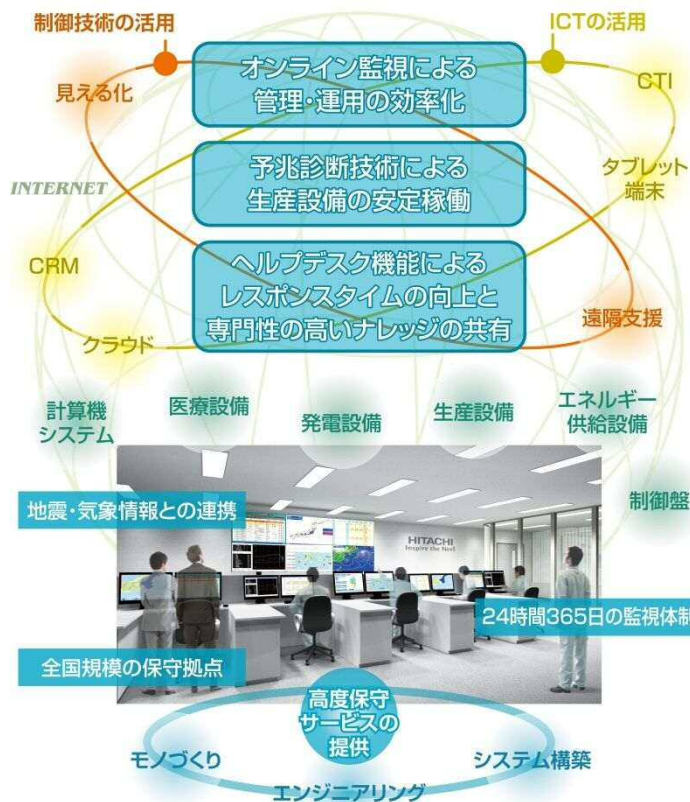 制御技術の活用
ICTの活用
見える化
オンライン監視による
管理・運用の効率化
CTI
INTERNET
予兆診断技術による
生産設備の安定稼働
タブレット
端末
CRM
ヘルプデスク機能による
レスポンスタイムの向上と
専門性の高いナレッジの共有
クラウド
遠隔支援
計算機
システム
医療設備
発電設備
生産設備
エネルギー
供給設備
制御盤
地震・気象情報との連携
HITACHI
Inspire the Next
24時間365日の監視体制
全国規模の保守拠点
高度保守
サービスの
提供
モノづくり
システム構築
エンジニアリング